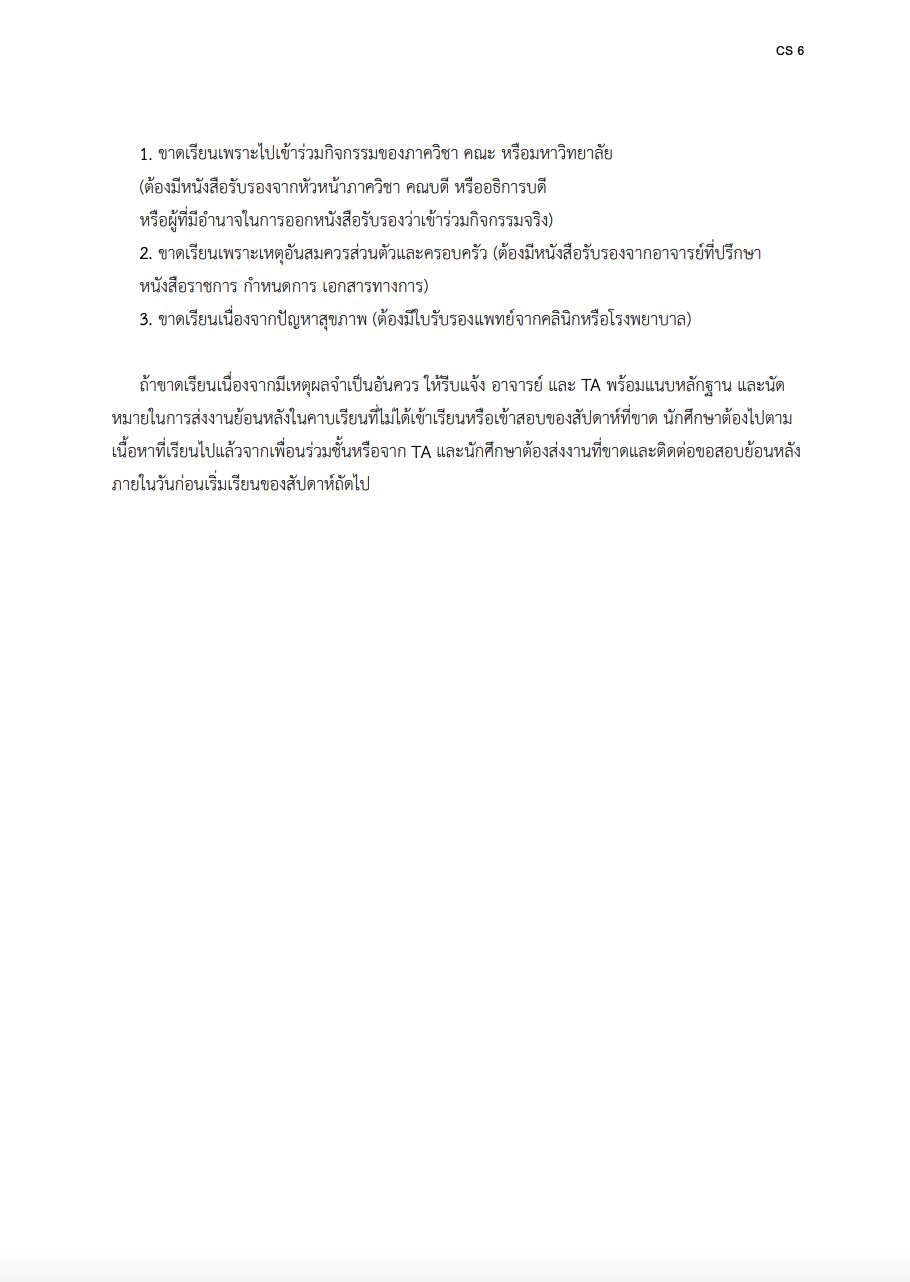 CS 6
1. ขาดเรียนเพราะไปเข้าร่วมกิจกรรมของภาควิชา คณะ หรือมหาวิทยาลัย
(ต้องมีหนังสือรับรองจากหัวหน้าภาควิชา คณบดี หรืออธิการบดี
หรือผู้ที่มีอำนาจในการออกหนังสือรับรองว่าเข้าร่วมกิจกรรมจริง)
2. ขาดเรียนเพราะเหตุอันสมควรส่วนตัวและครอบครัว (ต้องมีหนังสือรับรองจากอาจารย์ที่ปรึกษา
หนังสือราชการ กำหนดการ เอกสารทางการ)
3. ขาดเรียนเนื่องจากปัญหาสุขภาพ (ต้องมีใบรับรองแพทย์จากคลินิกหรือโรงพยาบาล)
ถ้าขาดเรียนเนื่องจากมีเหตุผลจำเป็นอันควร ให้รีบแจ้ง อาจารย์ และ TA พร้อมแนบหลักฐาน และนัด
หมายในการส่งงานย้อนหลังในคาบเรียนที่ไม่ได้เข้าเรียนหรือเข้าสอบของสัปดาห์ที่ขาด นักศึกษาต้องไปตาม
เนื้อหาที่เรียนไปแล้วจากเพื่อนร่วมชั้นหรือจาก TA และนักศึกษาต้องส่งงานที่ขาดและติดต่อขอสอบย้อนหลัง
ภายในวันก่อนเริ่มเรียนของสัปดาห์ถัดไป